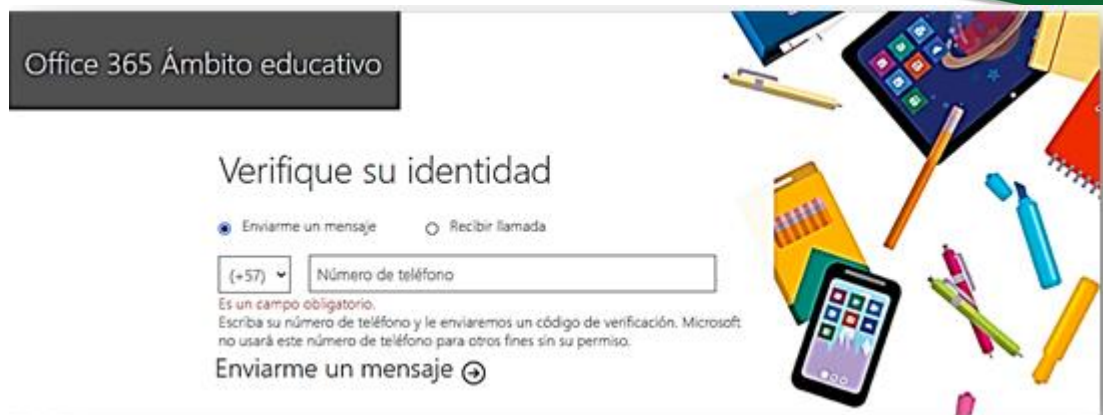 Office 365 Ámbito educativo
Verifique su identidad
Enviarme un mensaje Recibir llamada
(+57) Número de teléfono
Es un campo obligatorio.
Escriba su número de teléfono y le enviaremos un código de verificación. Microsoft
no usará este número de teléfono para otros fines sin su permiso.
Enviarme un mensaje